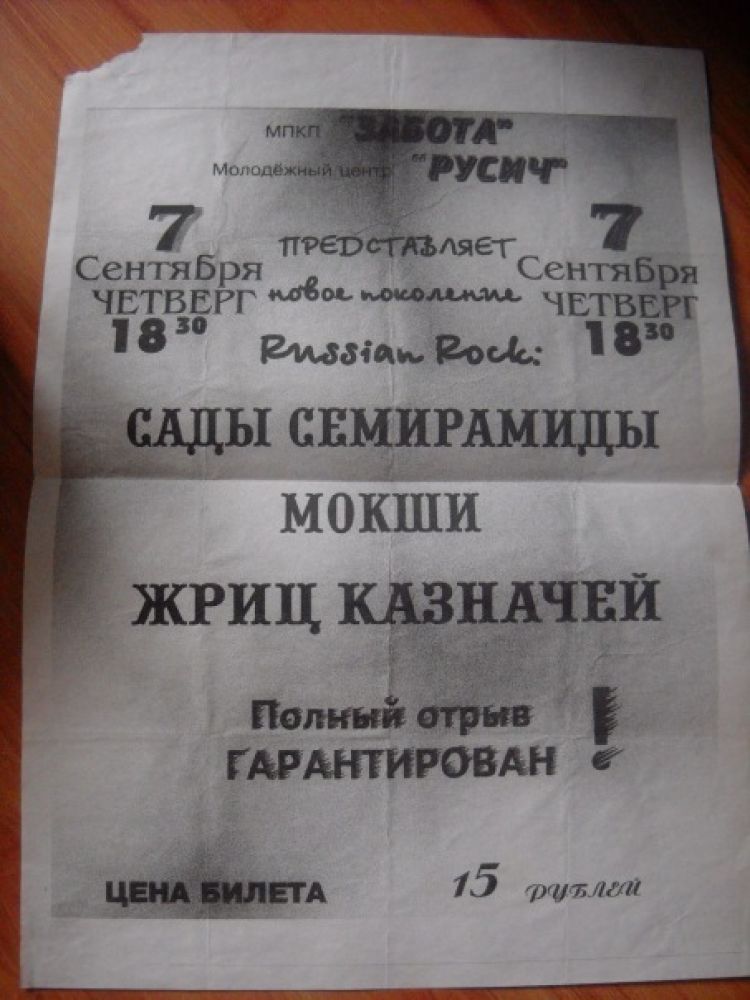 МПКП "ЗАБОТА"
Молодёжный центр "РУСИЧ"
7 Сентября ЧЕТВЕРГ 18 30
ПРЕДСТАВЛЯЕТ
новое поколение
Russian Rock:
7 Сентября ЧЕТВЕРГ 18 30
САДЫ СЕМИРАМИДЫ
МОКШИ
ЖРИЦ КАЗНАЧЕЙ
Полный отрыв
ГАРАНТИРОВАН !
ЦЕНА БИЛЕТА 15 РУБЛЕЙ